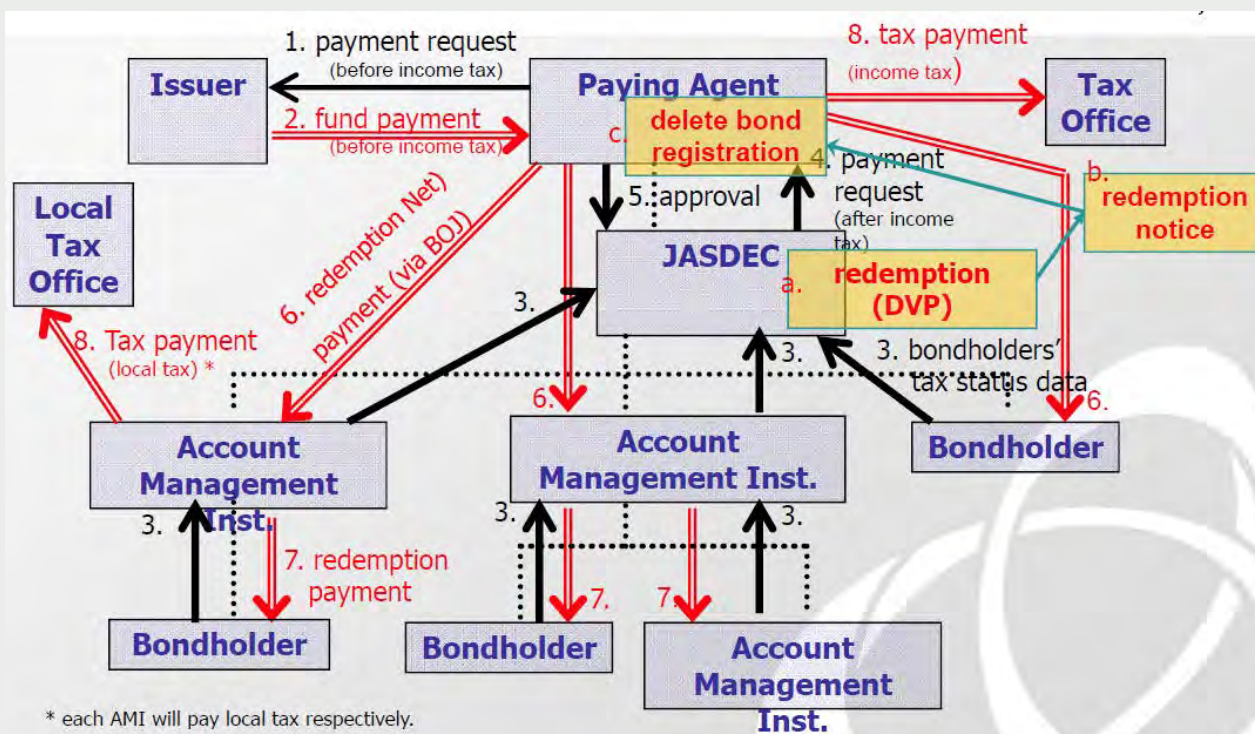 1. payment request
(before income tax)
8. tax payment
(income tax)
Issuer
Paying Agent
Tax
Office
2. fund payment
(before income tax)
c.
delete bond
registration
4. payment
request
(after income
tax)
5. approval
b.
redemption
notice
Local
Tax
Office
6. redemption Net)
payment (via BOJ)
JASDEC
a.
redemption
(DVP)
3.
8. Tax payment
(local tax) *
3.
3. bondholders'
tax status data
6.
6.
Account
Management
Inst.
Account
Management Inst.
Bondholder
3.
3.
3.
7. redemption
payment
7.
7.
Bondholder
Bondholder
Account
Management
Inst.
* each AMI will pay local tax respectively.